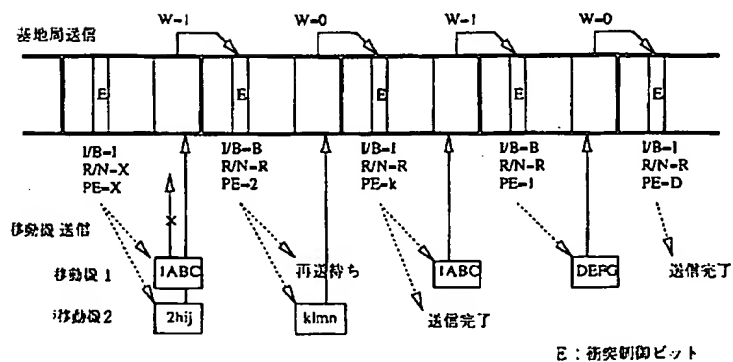 W=1 W=0 W=1 W=0
基地局送信
E E E E E
I/B=I I/B=B I/B=I I/B=B I/B=I
R/N=X R/N=R R/N=R R/N=R R/N=R
PE=X PE=2 PE=k PE=1 PE=D
移動機 送信
×
移動機 1 1ABC 再送待ち 1ABC DEFG 送信完了
移動機2 2hij klmn 送信完了
E : 衝突制御ビット